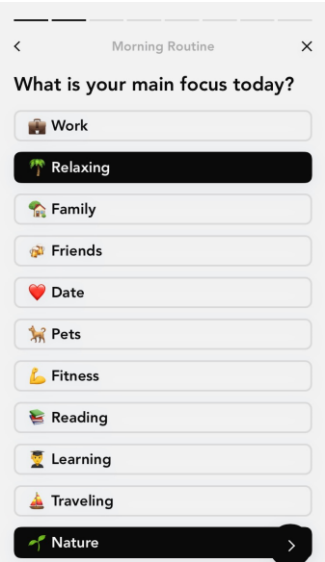 Morning Routine
What is your main focus today?
Work
Relaxing
Family
Friends
Date
Pets
Fitness
Reading
Learning
Traveling
Nature